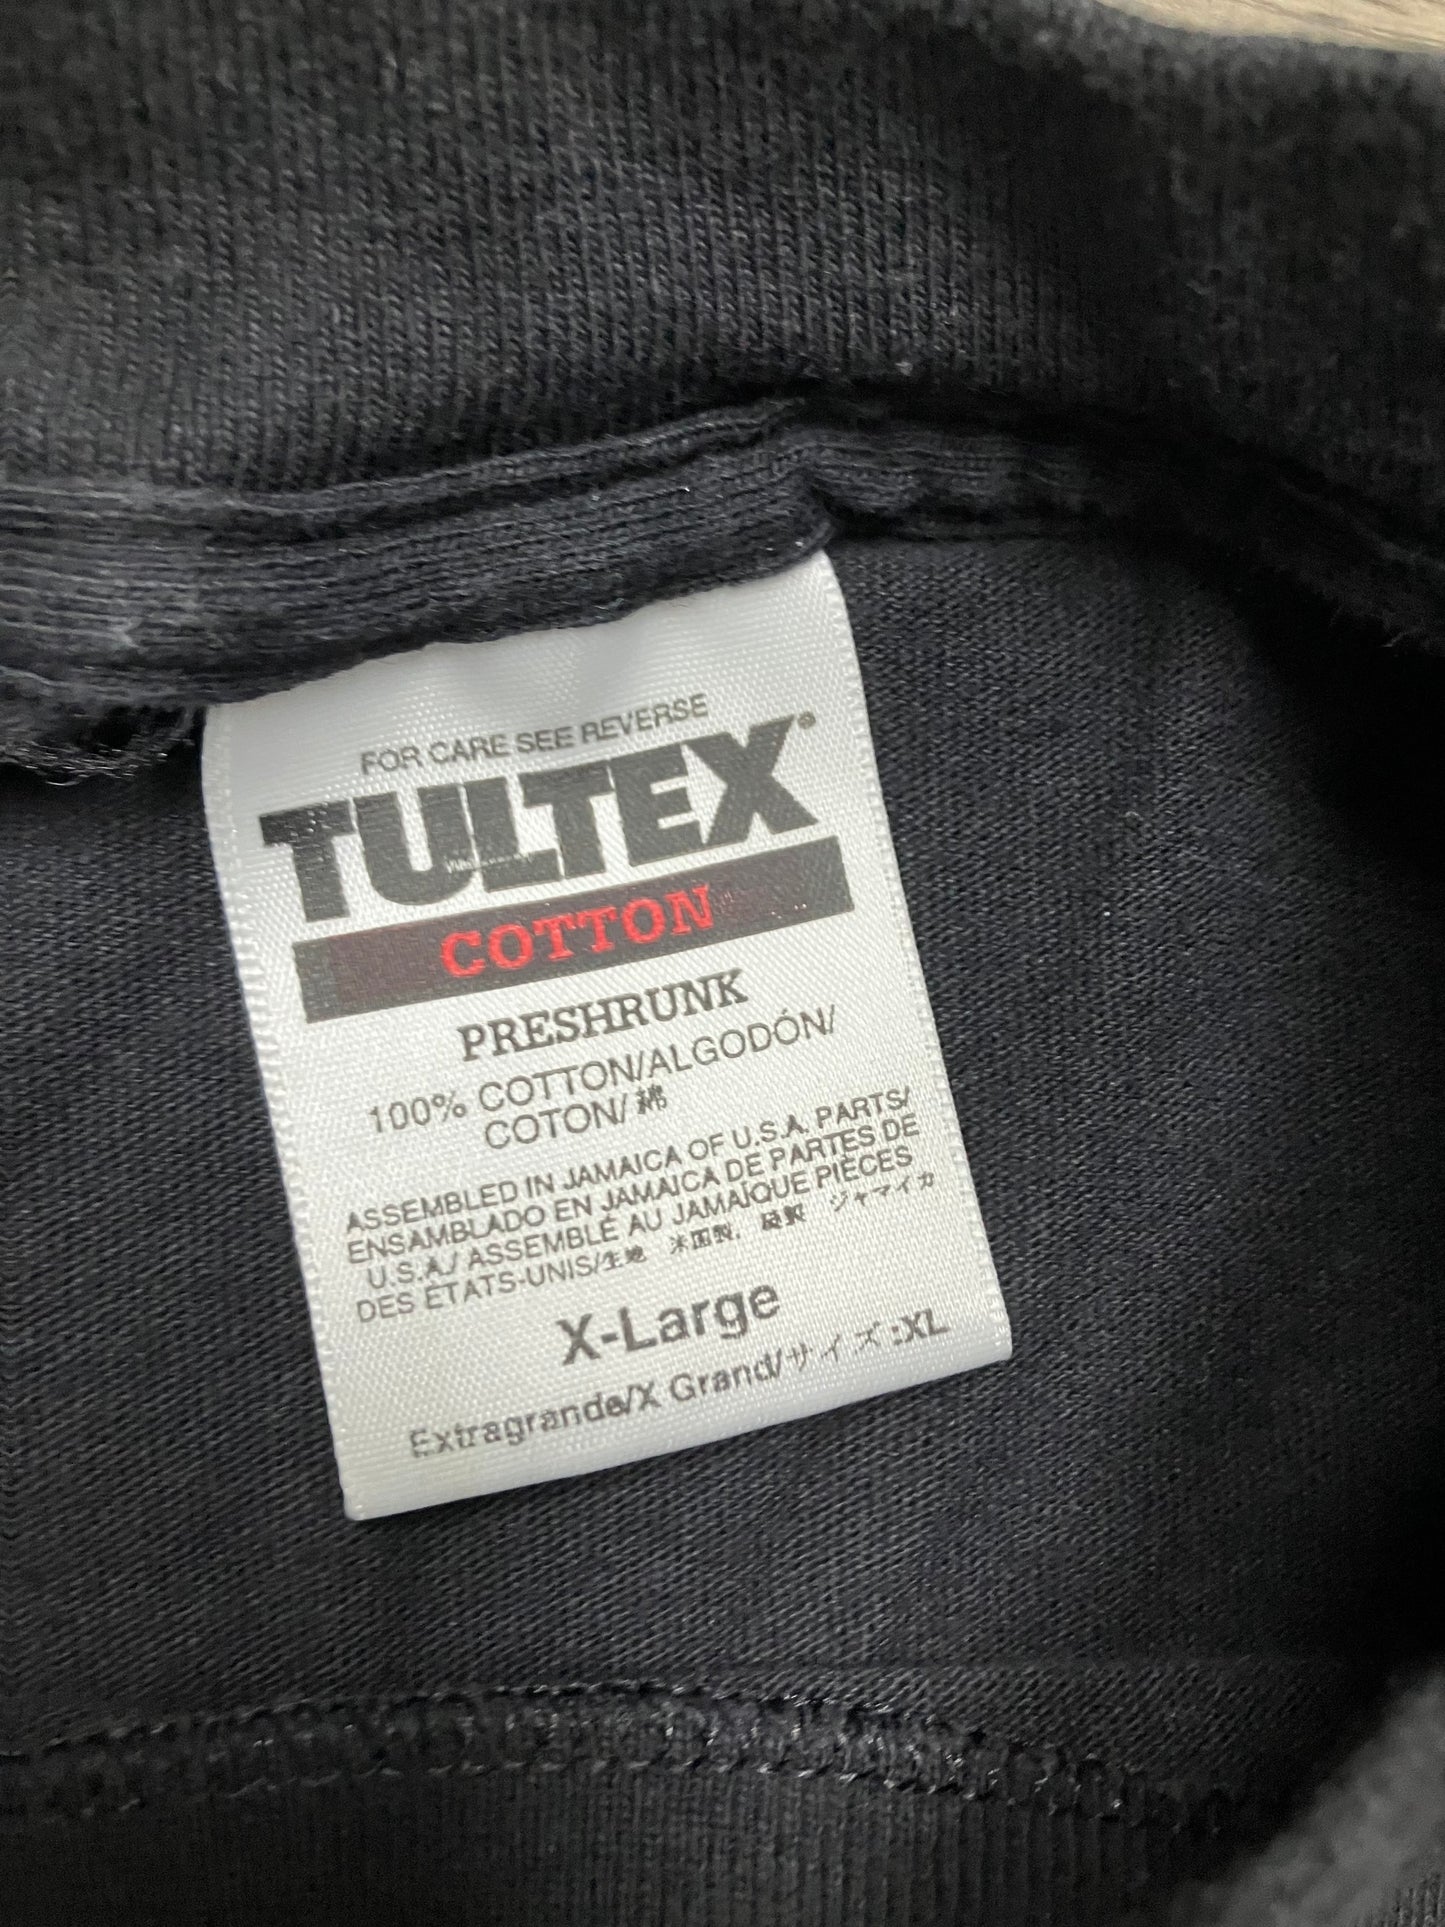 FOR CARE SEE REVERSE
TULTEX®
COTTON
PRESHRUNK
100% COTTON/ALGODÓN/
COTON/ 綿
ASSEMBLED IN JAMAICA OF U.S.A. PARTS/
ENSAMBLADO EN JAMAICA DE PARTES DE
U.S.A./ ASSEMBLÉ AU JAMAÏQUE PIÈCES
DES ÉTATS-UNIS/生地 米国製, 縫製 ジャマイカ
X-Large
Extragrande/X Grand/サイズ:XL